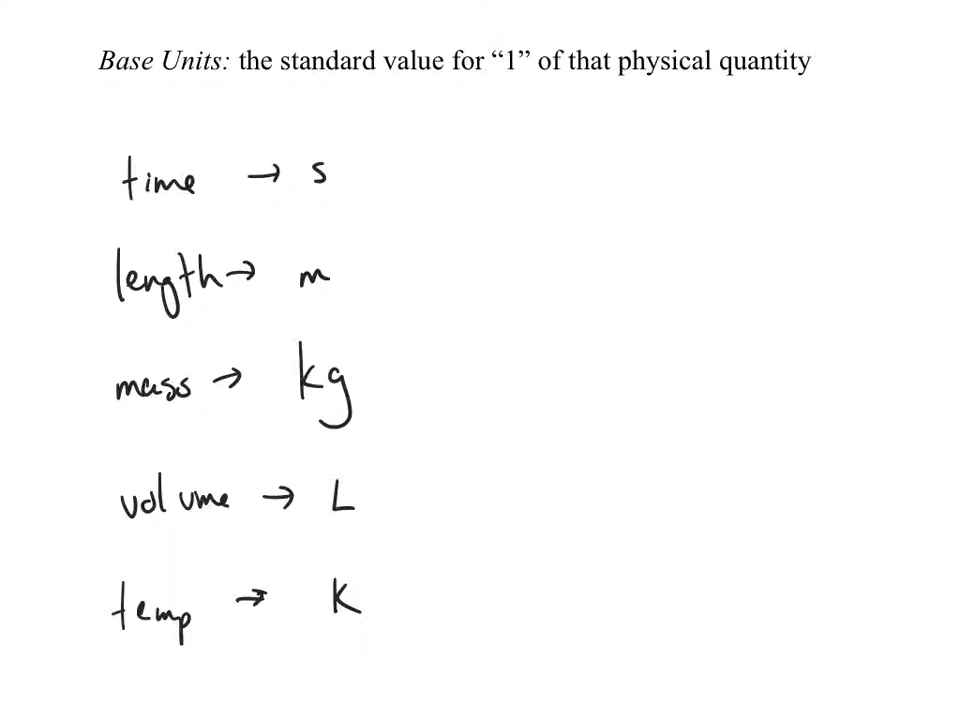 Base Units: the standard value for “1” of that physical quantity
time → s
length → m
mass → kg
volume → L
temp → K